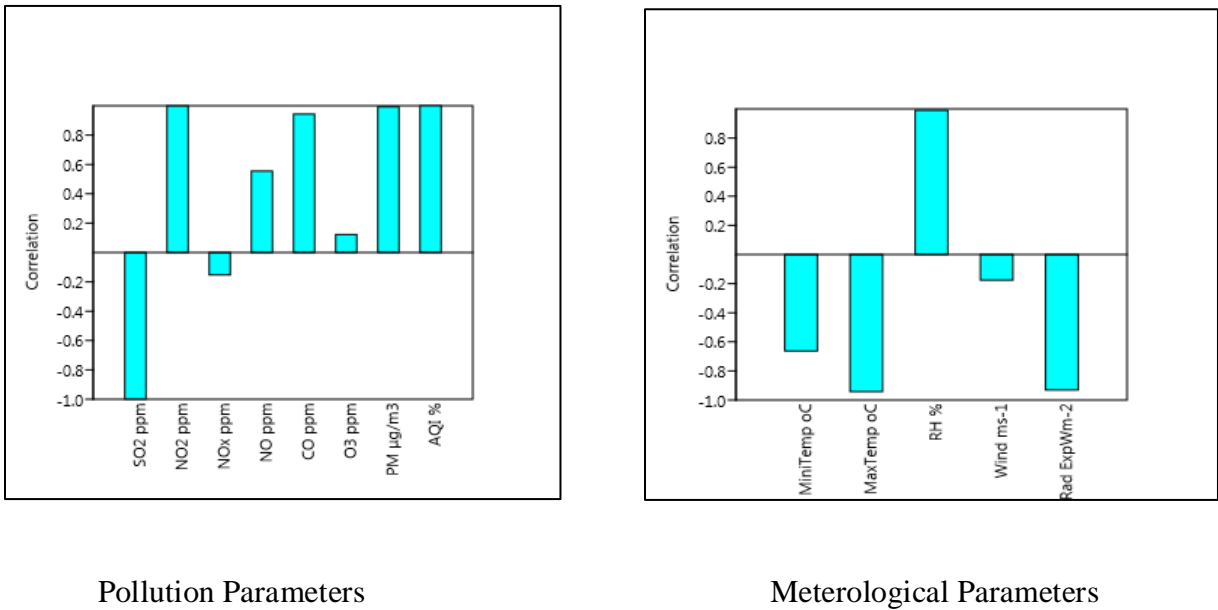 0.8
0.6
0.4
0.2
-0.2
-0.4
-0.6
-0.8
-1.0
Correlation
SO2 ppm
NO2 ppm
NOx ppm
NO ppm
CO ppm
O3 ppm
PM µg/m3
AQI %
0.8
0.6
0.4
0.2
-0.2
-0.4
-0.6
-0.8
-1.0
Correlation
MiniTemp oC
MaxTemp oC
RH %
Wind ms-1
Rad ExpWm-2
Pollution Parameters
Meterological Parameters